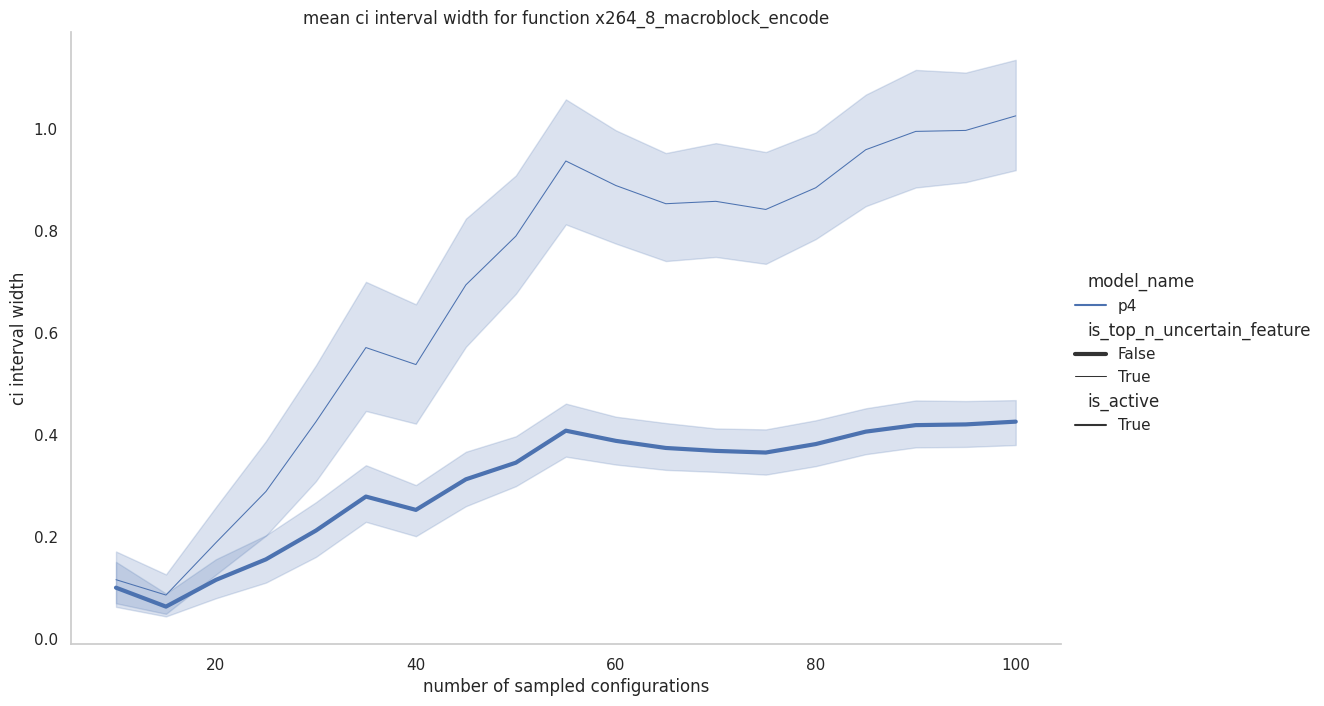 mean ci interval width for function x264_8_macroblock_encode
ci interval width
1.0
0.8
0.6
0.4
0.2
0.0
20
40
60
80
100
number of sampled configurations
model_name
p4
is_top_n_uncertain_feature
False
True
is_active
True